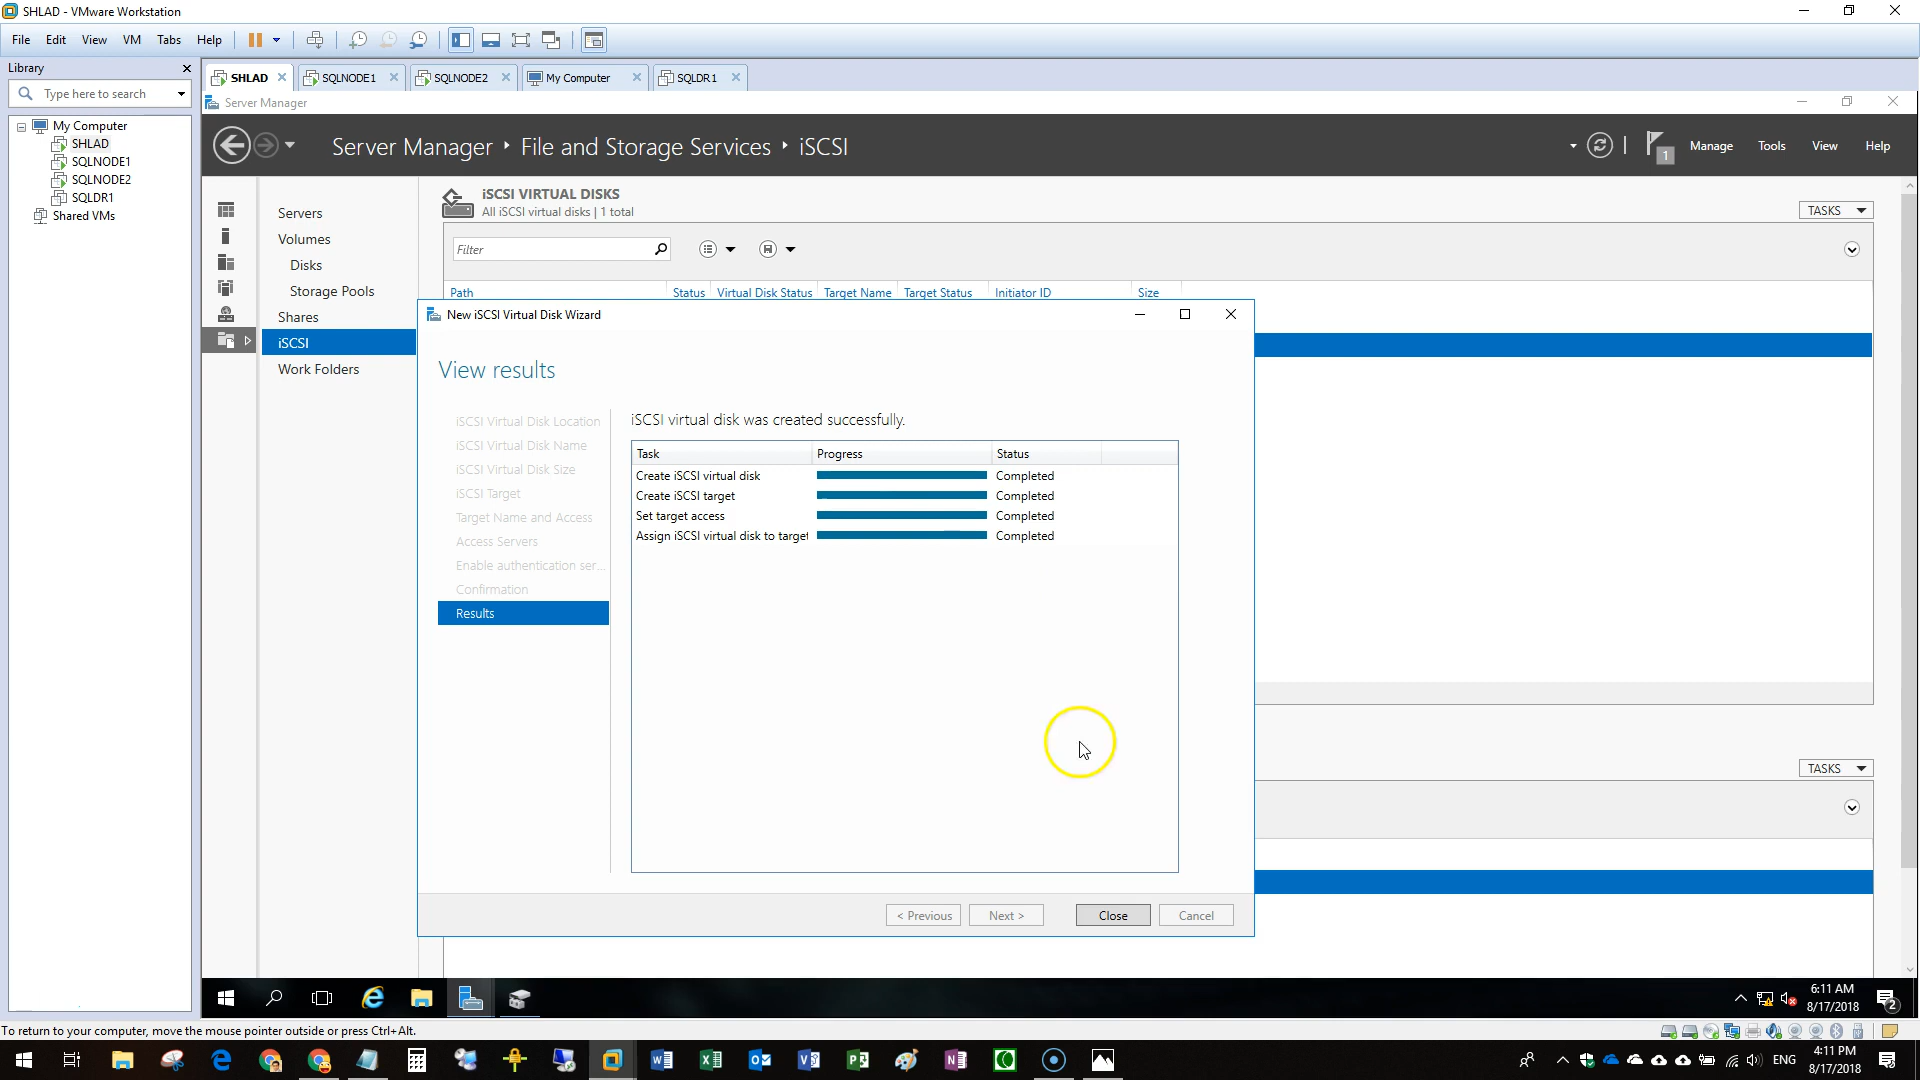 SHLAD - VMware Workstation
File Edit View VM Tabs Help
Library
Type here to search
My Computer
SHLAD
SQLNODE1
SQLNODE2
SQLDR1
Shared VMs
SHLAD SQLNODE1 SQLNODE2 My Computer SQLDR1
Server Manager
Server Manager File and Storage Services iSCSI
1 Manage Tools View Help
Servers
Volumes
Disks
Storage Pools
Shares
iSCSI
Work Folders
iSCSI VIRTUAL DISKS
All iSCSI virtual disks | 1 total
TASKS
Filter
Path Status Virtual Disk Status Target Name Target Status Initiator ID Size
New iSCSI Virtual Disk Wizard
View results
iSCSI Virtual Disk Location
iSCSI Virtual Disk Name
iSCSI Virtual Disk Size
iSCSI Target
Target Name and Access
Access Servers
Enable authentication ser...
Confirmation
Results
iSCSI virtual disk was created successfully.
Task Progress Status
Create iSCSI virtual disk Completed
Create iSCSI target Completed
Set target access Completed
Assign iSCSI virtual disk to target Completed
TASKS
< Previous Next > Close Cancel
6:11 AM
8/17/2018
2
To return to your computer, move the mouse pointer outside or press Ctrl+Alt.
ENG
4:11 PM
8/17/2018